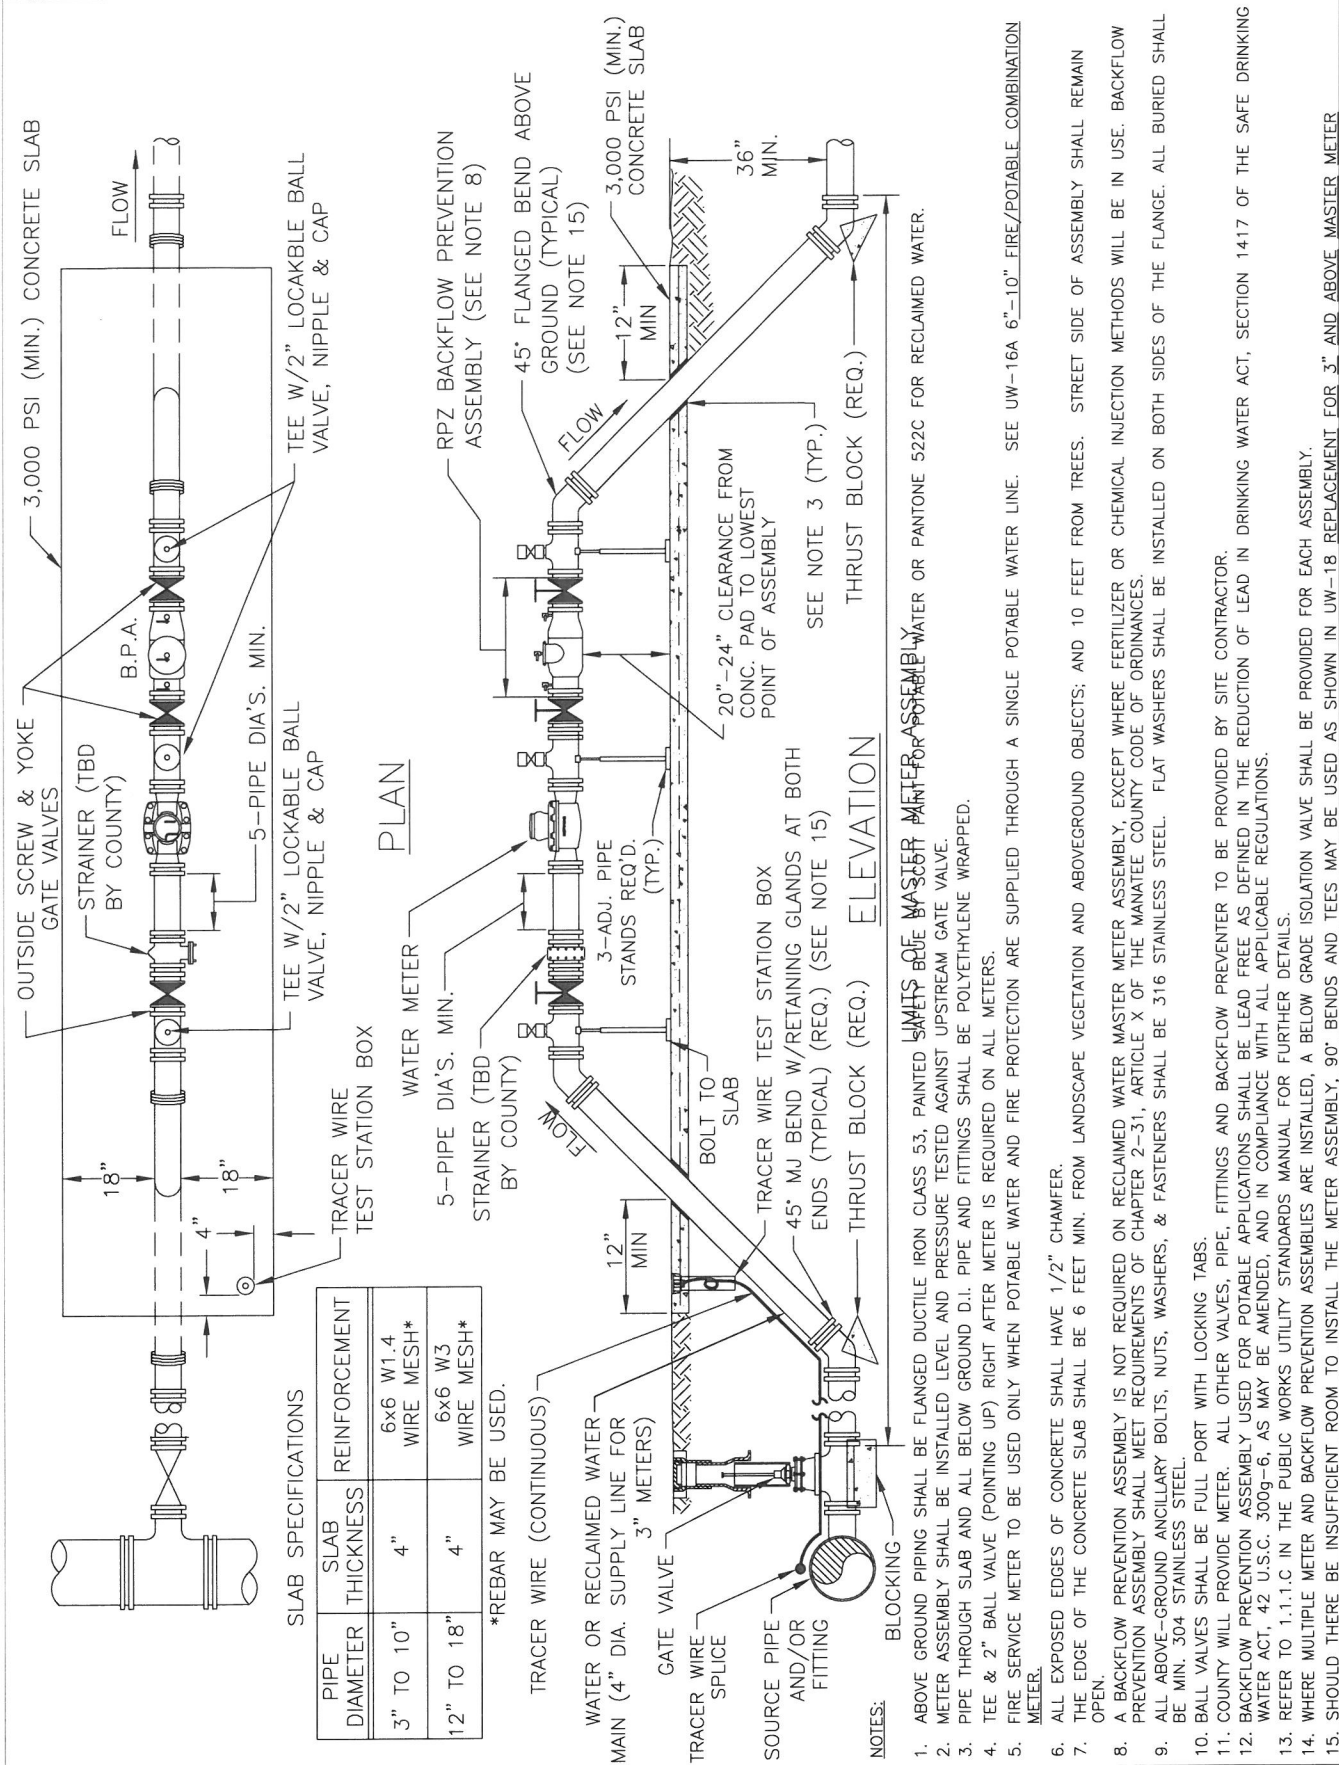 3,000 PSI (MIN.) CONCRETE SLAB
OUTSIDE SCREW & YOKE
GATE VALVES
STRAINER (TBD
BY COUNTY)
B.P.A.
FLOW
18"
18"
4"
5-PIPE DIA'S. MIN.
TEE W/2" LOCKABLE BALL
VALVE, NIPPLE & CAP
TEE W/2" LOCAKBLE BALL
VALVE, NIPPLE & CAP
TRACER WIRE
TEST STATION BOX
PLAN
SLAB SPECIFICATIONS
PIPE
DIAMETER
SLAB
THICKNESS
REINFORCEMENT
3" TO 10"
4"
6x6 W1.4
WIRE MESH*
12" TO 18"
4"
6x6 W3
WIRE MESH*
*REBAR MAY BE USED.
WATER METER
5-PIPE DIA'S. MIN.
STRAINER (TBD
BY COUNTY)
RPZ BACKFLOW PREVENTION
ASSEMBLY (SEE NOTE 8)
45° FLANGED BEND ABOVE
GROUND (TYPICAL)
(SEE NOTE 15)
3,000 PSI (MIN.)
CONCRETE SLAB
FLOW
FLOW
12"
MIN
12"
MIN
36"
MIN.
3-ADJ. PIPE
STANDS REQ'D.
(TYP.)
BOLT TO
SLAB
20"-24" CLEARANCE FROM
CONC. PAD TO LOWEST
POINT OF ASSEMBLY
SEE NOTE 3 (TYP.)
THRUST BLOCK (REQ.)
TRACER WIRE (CONTINUOUS)
WATER OR RECLAIMED WATER
MAIN (4" DIA. SUPPLY LINE FOR
3" METERS)
GATE VALVE
TRACER WIRE
SPLICE
SOURCE PIPE
AND/OR
FITTING
BLOCKING
TRACER WIRE TEST STATION BOX
45° MJ BEND W/RETAINING GLANDS AT BOTH
ENDS (TYPICAL) (REQ.) (SEE NOTE 15)
THRUST BLOCK (REQ.)
ELEVATION
LIMITS OF MASTER METER ASSEMBLY
NOTES:
1. ABOVE GROUND PIPING SHALL BE FLANGED DUCTILE IRON CLASS 53, PAINTED SAFETY BLUE BY SCOTT PAINT FOR POTABLE WATER OR PANTONE 522C FOR RECLAIMED WATER.
2. METER ASSEMBLY SHALL BE INSTALLED LEVEL AND PRESSURE TESTED AGAINST UPSTREAM GATE VALVE.
3. PIPE THROUGH SLAB AND ALL BELOW GROUND D.I. PIPE AND FITTINGS SHALL BE POLYETHYLENE WRAPPED.
4. TEE & 2" BALL VALVE (POINTING UP) RIGHT AFTER METER IS REQUIRED ON ALL METERS.
5. FIRE SERVICE METER TO BE USED ONLY WHEN POTABLE WATER AND FIRE PROTECTION ARE SUPPLIED THROUGH A SINGLE POTABLE WATER LINE. SEE UW-16A 6"-10" FIRE/POTABLE COMBINATION
METER.
6. ALL EXPOSED EDGES OF CONCRETE SHALL HAVE 1/2" CHAMFER.
7. THE EDGE OF THE CONCRETE SLAB SHALL BE 6 FEET MIN. FROM LANDSCAPE VEGETATION AND ABOVEGROUND OBJECTS; AND 10 FEET FROM TREES. STREET SIDE OF ASSEMBLY SHALL REMAIN
OPEN.
8. A BACKFLOW PREVENTION ASSEMBLY IS NOT REQUIRED ON RECLAIMED WATER MASTER METER ASSEMBLY, EXCEPT WHERE FERTILIZER OR CHEMICAL INJECTION METHODS WILL BE IN USE. BACKFLOW
PREVENTION ASSEMBLY SHALL MEET REQUIREMENTS OF CHAPTER 2-31, ARTICLE X OF THE MANATEE COUNTY CODE OF ORDINANCES.
9. ALL ABOVE-GROUND ANCILLARY BOLTS, NUTS, WASHERS, & FASTENERS SHALL BE 316 STAINLESS STEEL. FLAT WASHERS SHALL BE INSTALLED ON BOTH SIDES OF THE FLANGE. ALL BURIED SHALL
BE MIN. 304 STAINLESS STEEL.
10. BALL VALVES SHALL BE FULL PORT WITH LOCKING TABS.
11. COUNTY WILL PROVIDE METER. ALL OTHER VALVES, PIPE, FITTINGS AND BACKFLOW PREVENTER TO BE PROVIDED BY SITE CONTRACTOR.
12. BACKFLOW PREVENTION ASSEMBLY USED FOR POTABLE APPLICATIONS SHALL BE LEAD FREE AS DEFINED IN THE REDUCTION OF LEAD IN DRINKING WATER ACT, SECTION 1417 OF THE SAFE DRINKING
WATER ACT, 42 U.S.C. 300g-6, AS MAY BE AMENDED, AND IN COMPLIANCE WITH ALL APPLICABLE REGULATIONS.
13. REFER TO 1.1.1.C IN THE PUBLIC WORKS UTILITY STANDARDS MANUAL FOR FURTHER DETAILS.
14. WHERE MULTIPLE METER AND BACKFLOW PREVENTION ASSEMBLIES ARE INSTALLED, A BELOW GRADE ISOLATION VALVE SHALL BE PROVIDED FOR EACH ASSEMBLY.
15. SHOULD THERE BE INSUFFICIENT ROOM TO INSTALL THE METER ASSEMBLY, 90° BENDS AND TEES MAY BE USED AS SHOWN IN UW-18 REPLACEMENT FOR 3" AND ABOVE MASTER METER